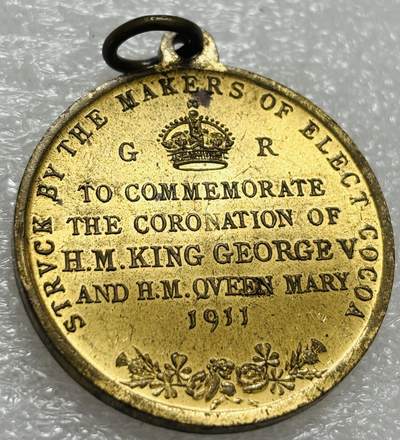 STRVCK BY THE MAKERS OF ELECT COCOA
G R
TO COMMEMORATE
THE CORONATION OF
H.M. KING GEORGE V
AND H.M. QVEEN MARY
1911